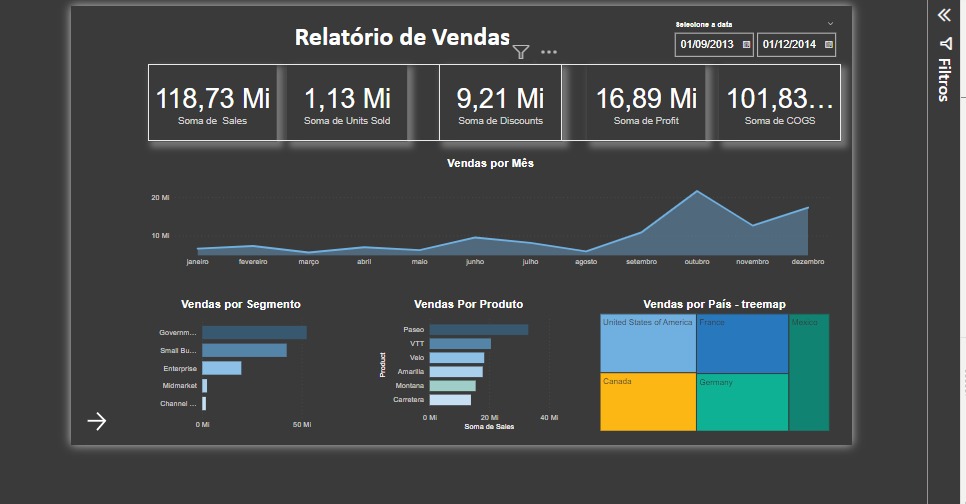 Relatório de Vendas
Selecione a data
01/09/2013
01/12/2014
Filtros
118,73 Mi
Soma de Sales
1,13 Mi
Soma de Units Sold
9,21 Mi
Soma de Discounts
16,89 Mi
Soma de Profit
101,83...
Soma de COGS
Vendas por Mês
20 Mi
10 Mi
janeiro
fevereiro
março
abril
maio
junho
julho
agosto
setembro
outubro
novembro
dezembro
Vendas por Segmento
Governm...
Small Bu...
Enterprise
Midmarket
Channel ...
0 Mi
50 Mi
Vendas Por Produto
Product
Paseo
VTT
Velo
Amarilla
Montana
Carretera
0 Mi
20 Mi
40 Mi
Soma de Sales
Vendas por País - treemap
United States of America
France
Mexico
Canada
Germany